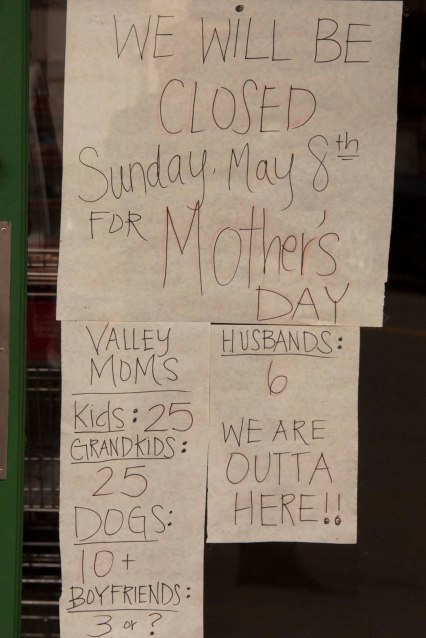 WE WILL BE
CLOSED
Sunday, May 8th
FOR Mother's
DAY
VALLEY
MOM'S
Kids: 25
GRANDKIDS:
25
DOGS:
10+
BOYFRIENDS:
3 or ?
HUSBANDS:
6
WE ARE
OUTTA
HERE!!